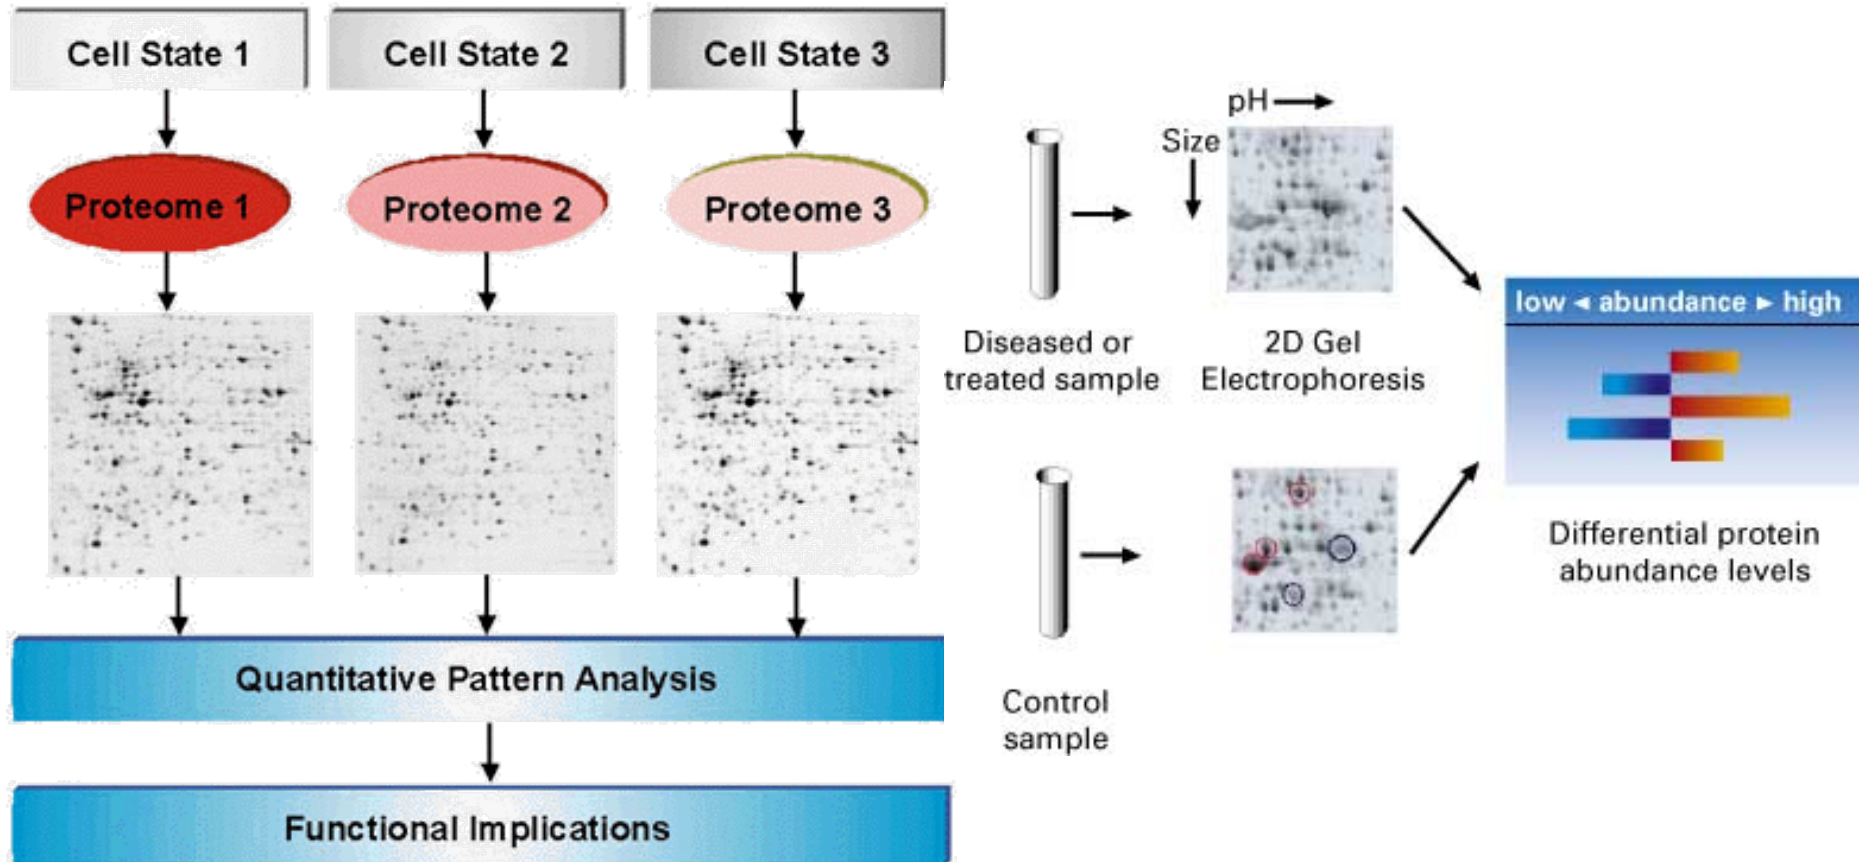 Cell State 1
Cell State 2
Cell State 3
Proteome 1
Proteome 2
Proteome 3
Quantitative Pattern Analysis
Functional Implications
pH
Size
Diseased or
treated sample
2D Gel
Electrophoresis
low ◄ abundance ► high
Differential protein
abundance levels
Control
sample